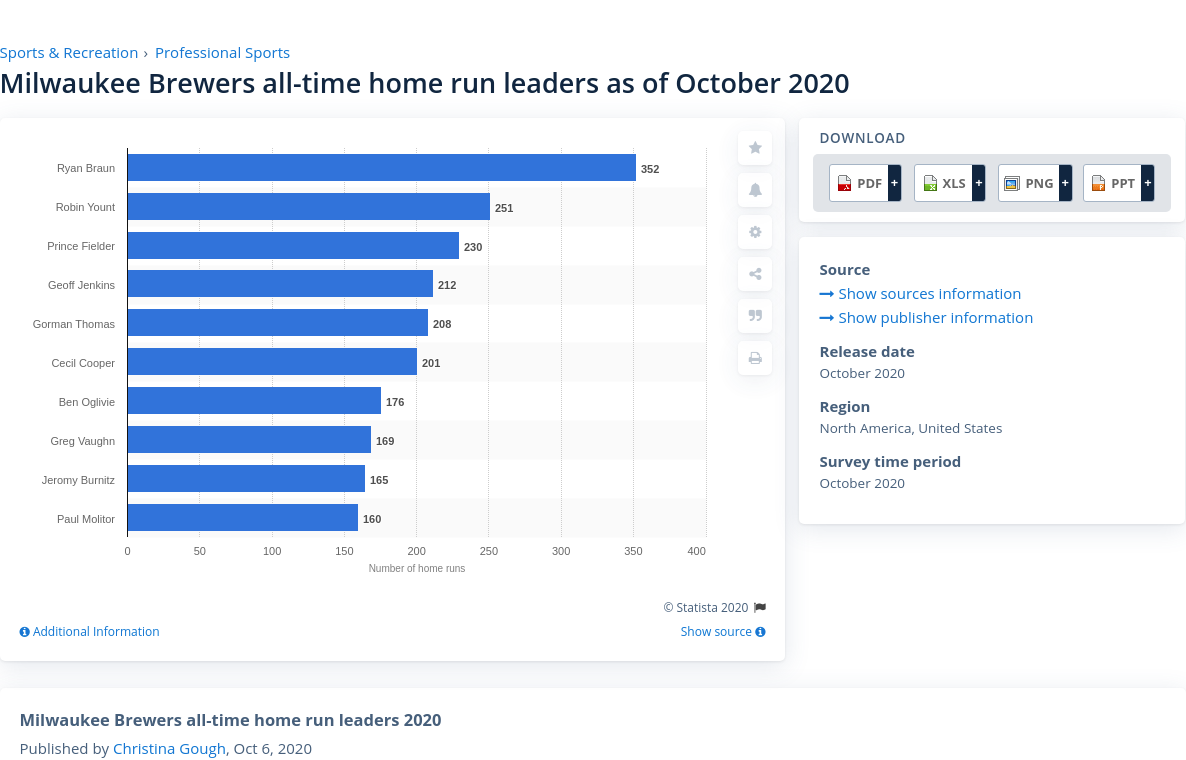 Sports & Recreation › Professional Sports
Milwaukee Brewers all-time home run leaders as of October 2020
Ryan Braun 352
Robin Yount 251
Prince Fielder 230
Geoff Jenkins 212
Gorman Thomas 208
Cecil Cooper 201
Ben Oglivie 176
Greg Vaughn 169
Jeromy Burnitz 165
Paul Molitor 160
0 50 100 150 200 250 300 350 400
Number of home runs
© Statista 2020
Additional Information Show source
DOWNLOAD
PDF + XLS + PNG + PPT +
Source
Show sources information
Show publisher information
Release date
October 2020
Region
North America, United States
Survey time period
October 2020
Milwaukee Brewers all-time home run leaders 2020
Published by Christina Gough, Oct 6, 2020